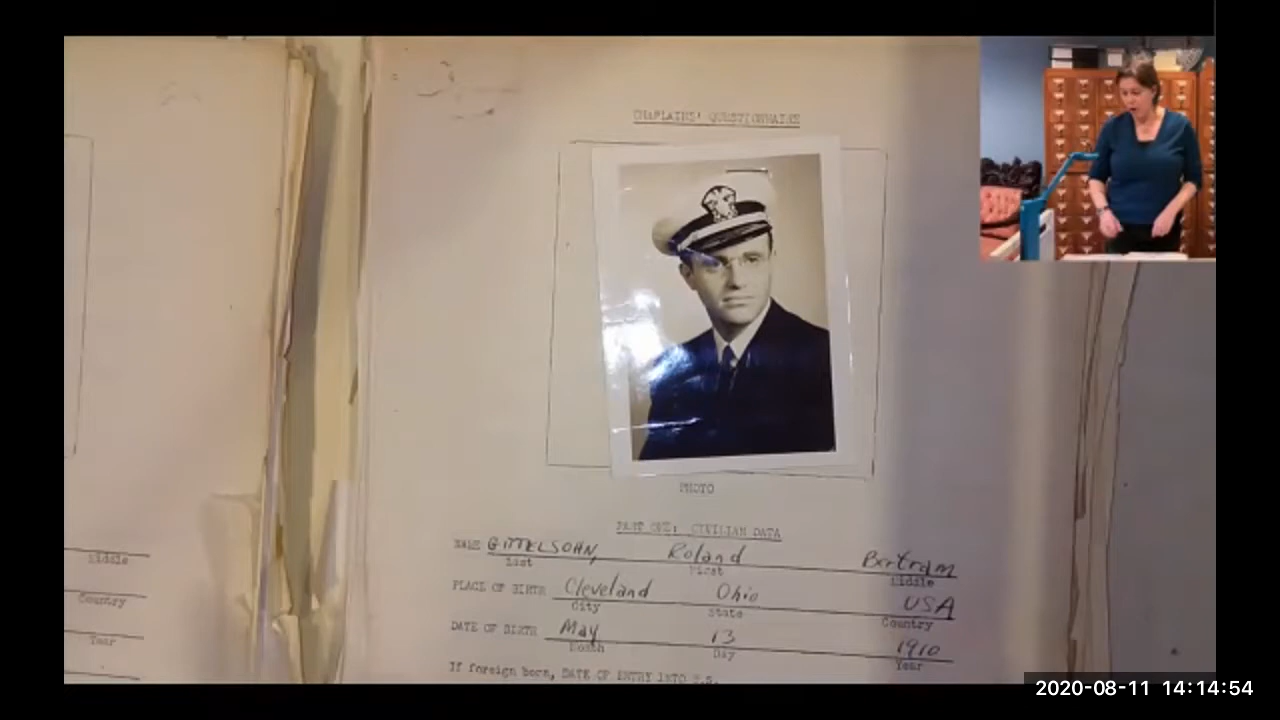 CHAPLAINS' QUESTIONNAIRE
PHOTO
PART ONE: CIVILIAN DATA
NAME GITTELSOHN, Roland Bertram
Last First Middle
PLACE OF BIRTH Cleveland Ohio USA
City State Country
DATE OF BIRTH May 13 1910
Month Day Year
If foreign born, DATE OF ENTRY INTO U.S.
Middle
Country
Year
2020-08-11 14:14:54